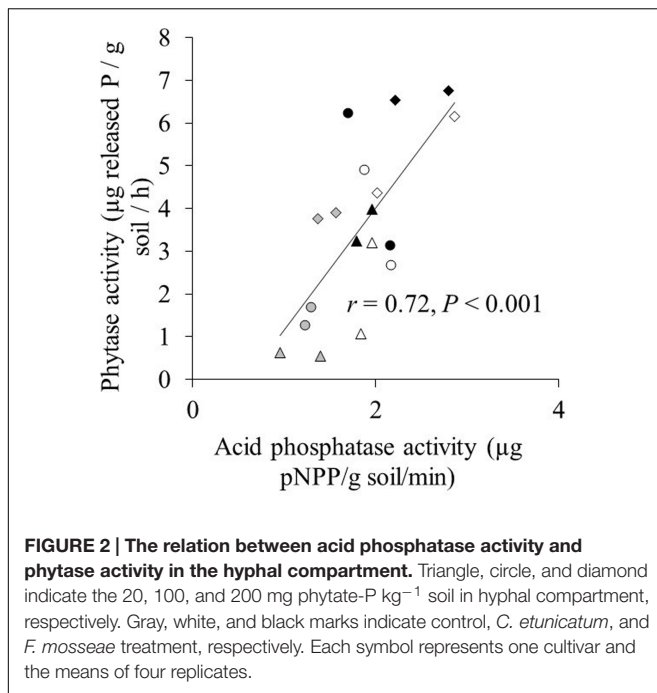 8
7
6
5
4
3
2
1
0
Phytase activity (µg released P / g
soil / h)
r = 0.72, P < 0.001
0 2 4
Acid phosphatase activity (µg
pNPP/g soil/min)
FIGURE 2 | The relation between acid phosphatase activity and
phytase activity in the hyphal compartment. Triangle, circle, and diamond
indicate the 20, 100, and 200 mg phytate-P kg⁻¹ soil in hyphal compartment,
respectively. Gray, white, and black marks indicate control, C. etunicatum, and
F. mosseae treatment, respectively. Each symbol represents one cultivar and
the means of four replicates.